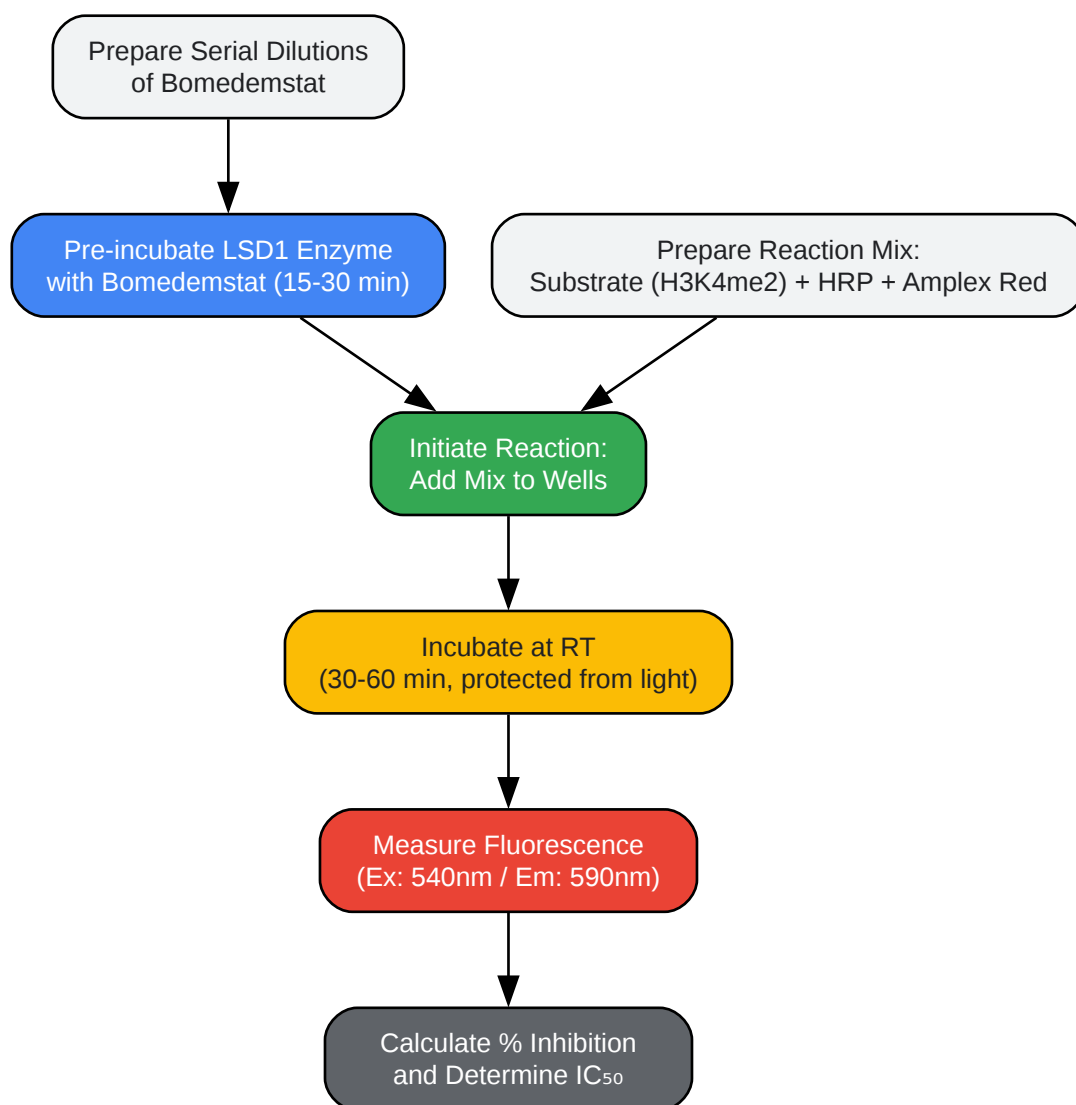 Prepare Serial Dilutions
of Bomedemstat
Pre-incubate LSD1 Enzyme
with Bomedemstat (15-30 min)
Prepare Reaction Mix:
Substrate (H3K4me2) + HRP + Amplex Red
Initiate Reaction:
Add Mix to Wells
Incubate at RT
(30-60 min, protected from light)
Measure Fluorescence
(Ex: 540nm / Em: 590nm)
Calculate % Inhibition
and Determine IC₅₀